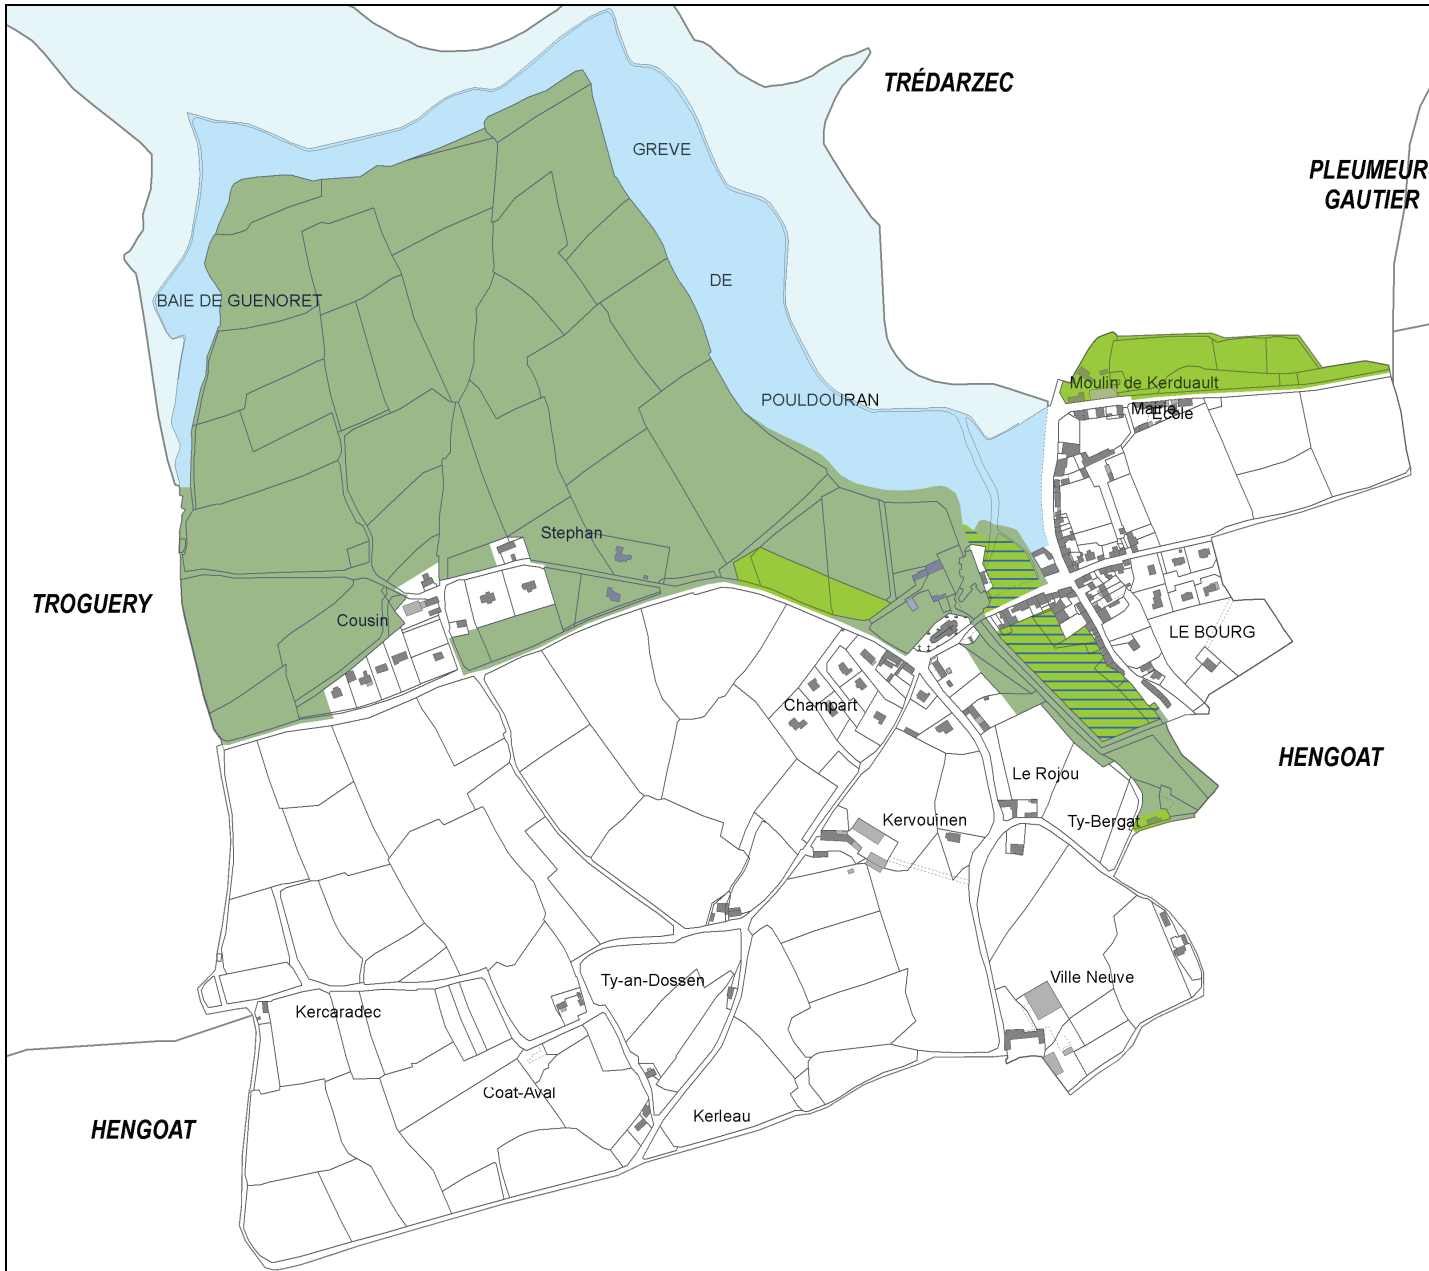 TRÉDARZEC
GREVE
PLEUMEUR-
GAUTIER
DE
BAIE DE GUENORET
Moulin de Kerduault
POULDOURAN
Mairie
Ecole
Stephan
TROGUERY
Cousin
LE BOURG
Champart
HENGOAT
Le Rojou
Kervouinen
Ty-Bergat
Ville Neuve
Ty-an-Dossen
Kercaradec
Coat-Aval
Kerleau
HENGOAT